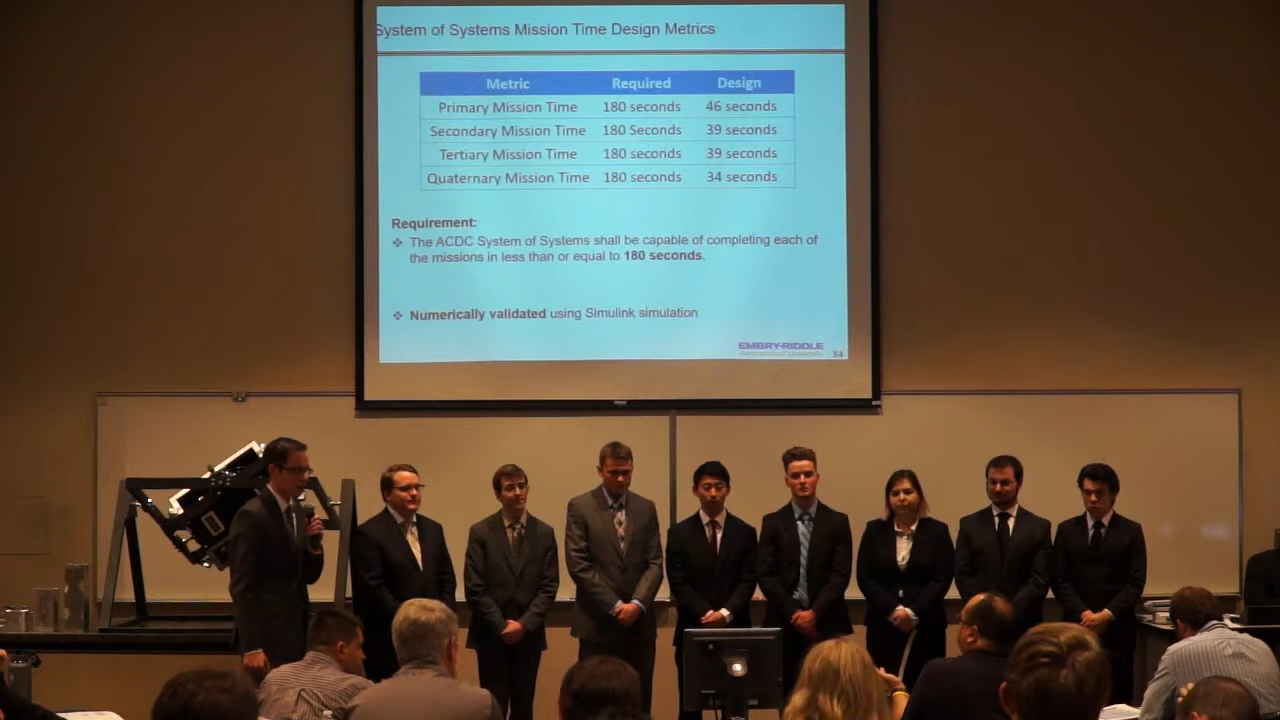 System of Systems Mission Time Design Metrics
Metric Required Design
Primary Mission Time 180 seconds 46 seconds
Secondary Mission Time 180 Seconds 39 seconds
Tertiary Mission Time 180 seconds 39 seconds
Quaternary Mission Time 180 seconds 34 seconds
Requirement:
❖ The ACDC System of Systems shall be capable of completing each of
the missions in less than or equal to 180 seconds.
❖ Numerically validated using Simulink simulation
EMBRY-RIDDLE
Aeronautical University
84